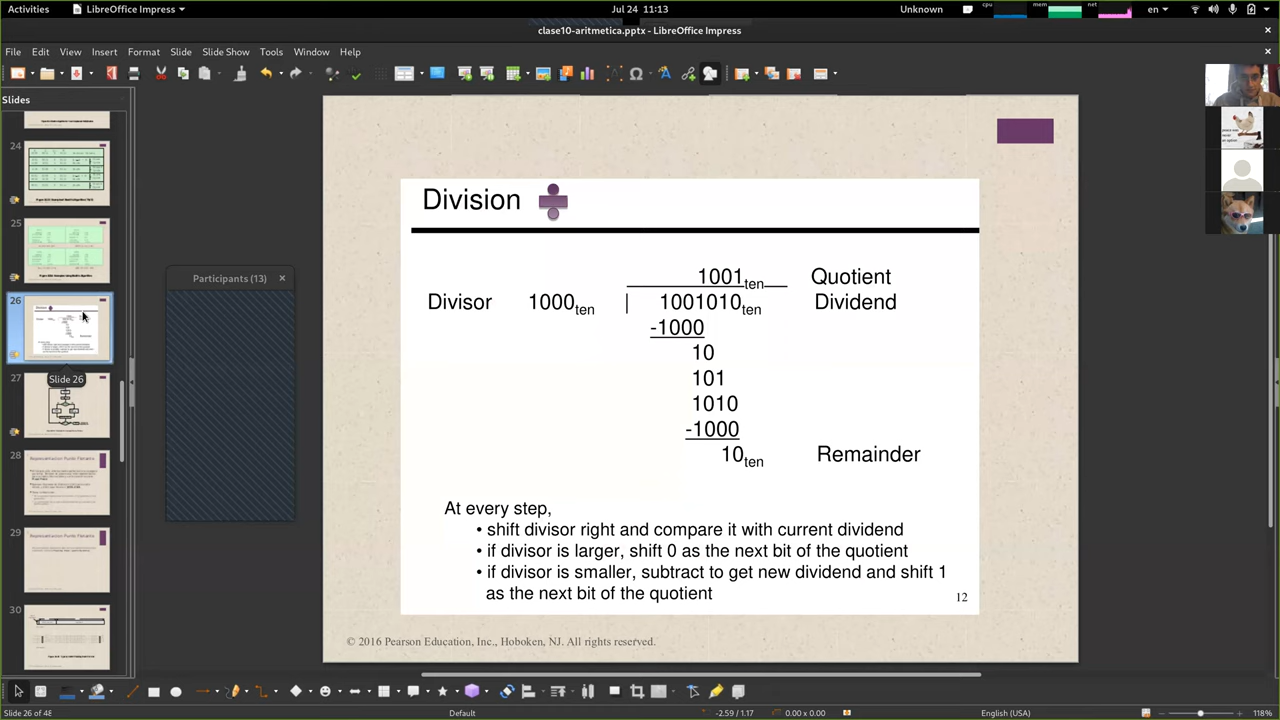 Activities LibreOffice Impress Jul 24 11:13 Unknown cpu mem net en
clase10-aritmetica.pptx - LibreOffice Impress
File Edit View Insert Format Slide Slide Show Tools Window Help
Slides
24
25
26
Slide 26
27
28
29
30
Participants (13)
Division
1001ten Quotient
Divisor 1000ten | 1001010ten Dividend
-1000
10
101
1010
-1000
10ten Remainder
At every step,
• shift divisor right and compare it with current dividend
• if divisor is larger, shift 0 as the next bit of the quotient
• if divisor is smaller, subtract to get new dividend and shift 1
as the next bit of the quotient
12
© 2016 Pearson Education, Inc., Hoboken, NJ. All rights reserved.
Slide 26 of 48 Default -2.59 / 1.17 0.00 x 0.00 English (USA) 118%